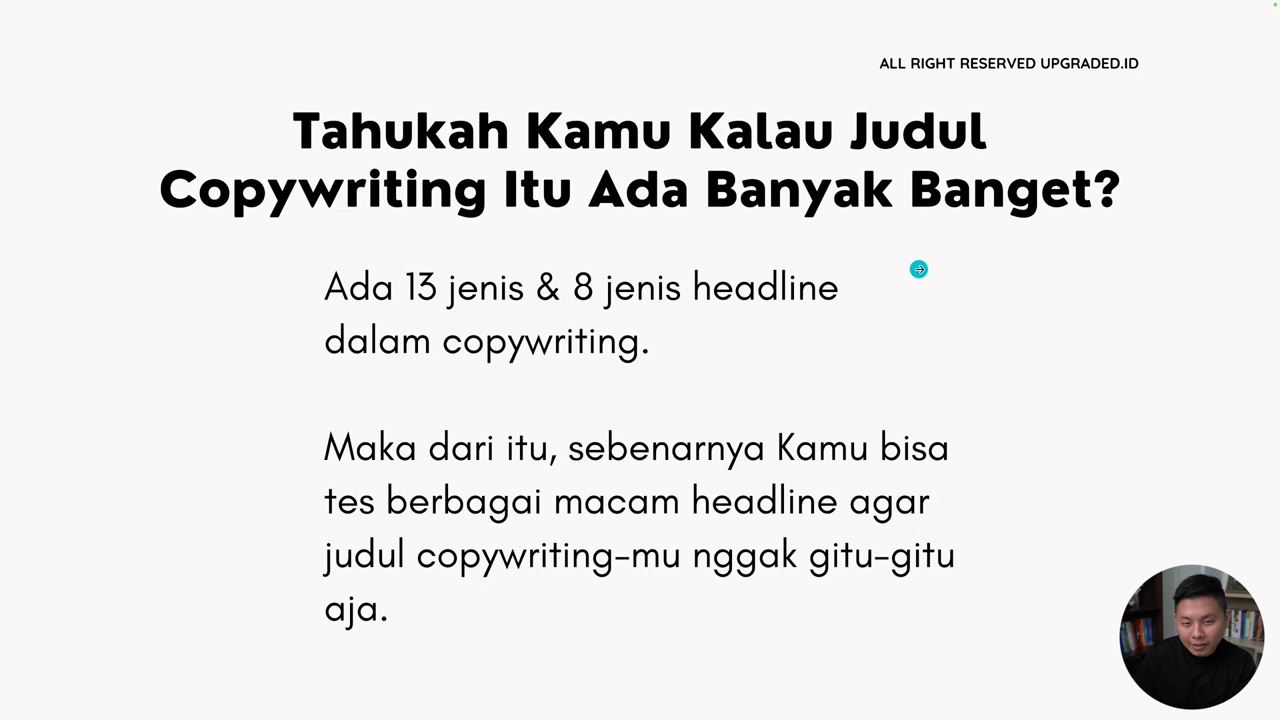 ALL RIGHT RESERVED UPGRADED.ID
Tahukah Kamu Kalau Judul
Copywriting Itu Ada Banyak Banget?
Ada 13 jenis & 8 jenis headline
dalam copywriting.
Maka dari itu, sebenarnya Kamu bisa
tes berbagai macam headline agar
judul copywriting-mu nggak gitu-gitu
aja.